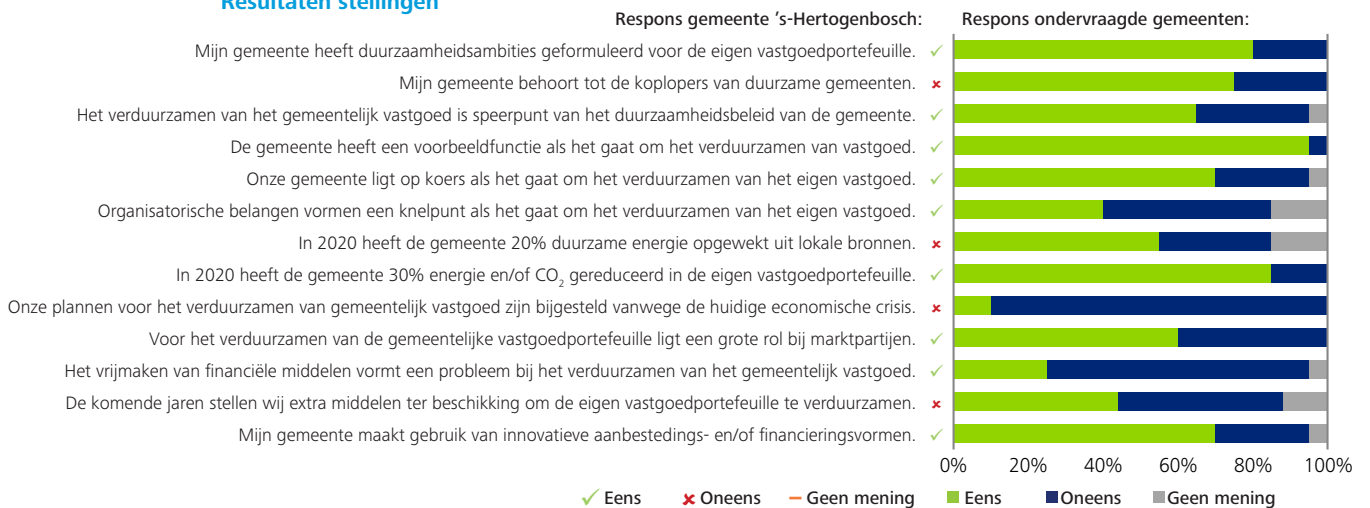 Resultaten stellingen
Respons gemeente 's-Hertogenbosch: Respons ondervraagde gemeenten:
Mijn gemeente heeft duurzaamheidsambities geformuleerd voor de eigen vastgoedportefeuille. ✓
Mijn gemeente behoort tot de koplopers van duurzame gemeenten. ✗
Het verduurzamen van het gemeentelijk vastgoed is speerpunt van het duurzaamheidsbeleid van de gemeente. ✓
De gemeente heeft een voorbeeldfunctie als het gaat om het verduurzamen van vastgoed. ✓
Onze gemeente ligt op koers als het gaat om het verduurzamen van het eigen vastgoed. ✓
Organisatorische belangen vormen een knelpunt als het gaat om het verduurzamen van het eigen vastgoed. ✓
In 2020 heeft de gemeente 20% duurzame energie opgewekt uit lokale bronnen. ✗
In 2020 heeft de gemeente 30% energie en/of CO₂ gereduceerd in de eigen vastgoedportefeuille. ✓
Onze plannen voor het verduurzamen van gemeentelijk vastgoed zijn bijgesteld vanwege de huidige economische crisis. ✗
Voor het verduurzamen van de gemeentelijke vastgoedportefeuille ligt een grote rol bij marktpartijen. ✓
Het vrijmaken van financiële middelen vormt een probleem bij het verduurzamen van het gemeentelijk vastgoed. ✓
De komende jaren stellen wij extra middelen ter beschikking om de eigen vastgoedportefeuille te verduurzamen. ✗
Mijn gemeente maakt gebruik van innovatieve aanbestedings- en/of financieringsvormen. ✓
0% 20% 40% 60% 80% 100%
✓ Eens ✗ Oneens – Geen mening Eens Oneens Geen mening